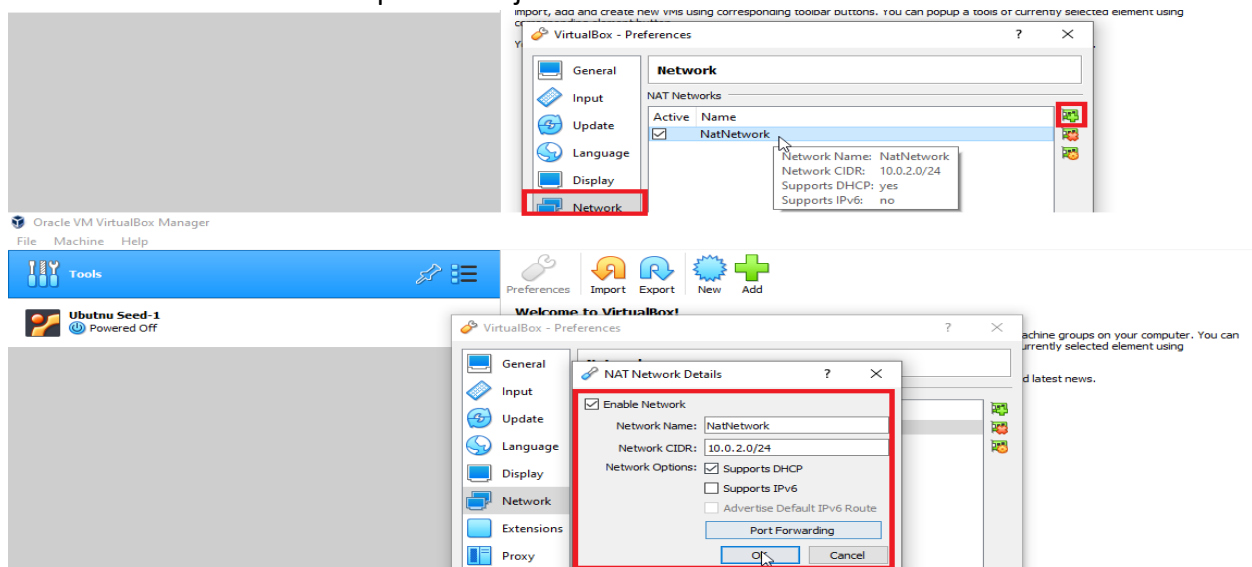 import, add and create new VMs using corresponding toolbar buttons. You can popup a tools of currently selected element using
VirtualBox - Preferences ? ×
General
Input
Update
Language
Display
Network
Network
NAT Networks
Active Name
NatNetwork
Network Name: NatNetwork
Network CIDR: 10.0.2.0/24
Supports DHCP: yes
Supports IPv6: no
Oracle VM VirtualBox Manager
File Machine Help
Tools
Preferences Import Export New Add
Ubutnu Seed-1
Powered Off
Welcome to VirtualBox!
achine groups on your computer. You can
urrently selected element using
d latest news.
VirtualBox - Preferences ? ×
General
Input
Update
Language
Display
Network
Extensions
Proxy
NAT Network Details ? ×
Enable Network
Network Name: NatNetwork
Network CIDR: 10.0.2.0/24
Network Options: Supports DHCP
Supports IPv6
Advertise Default IPv6 Route
Port Forwarding
OK Cancel